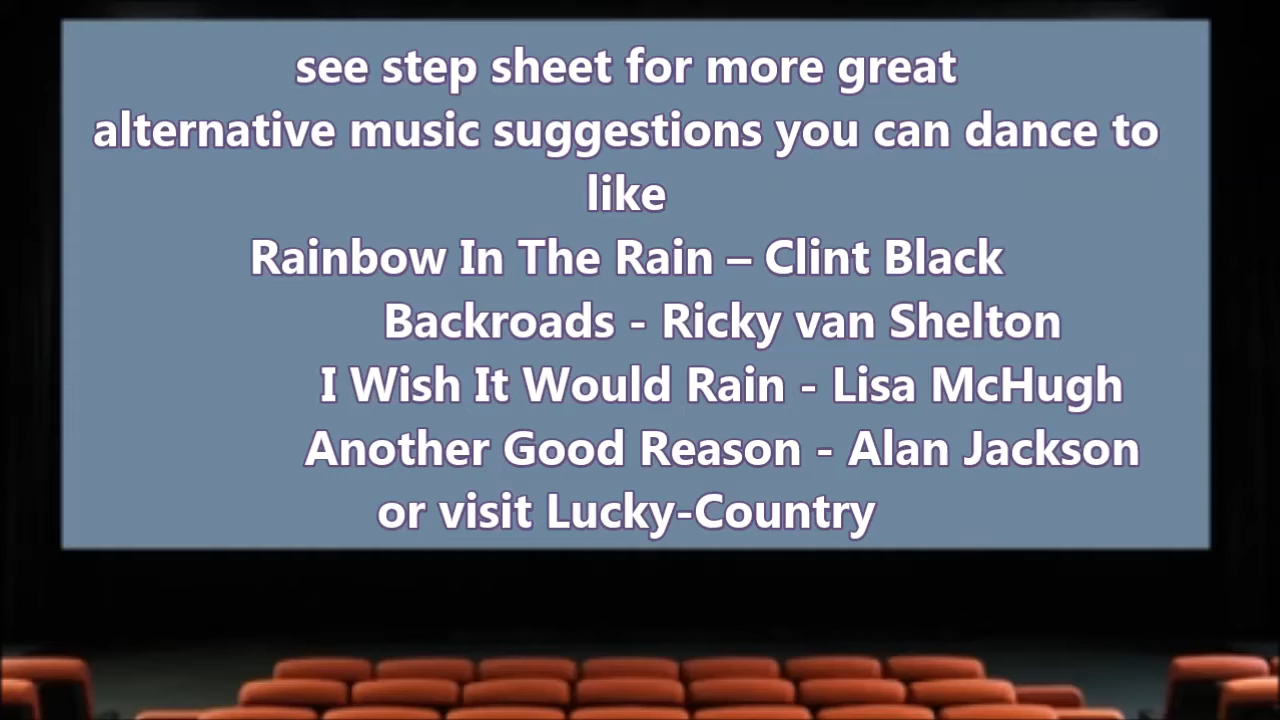 see step sheet for more great
alternative music suggestions you can dance to
like
Rainbow In The Rain – Clint Black
Backroads - Ricky van Shelton
I Wish It Would Rain - Lisa McHugh
Another Good Reason - Alan Jackson
or visit Lucky-Country